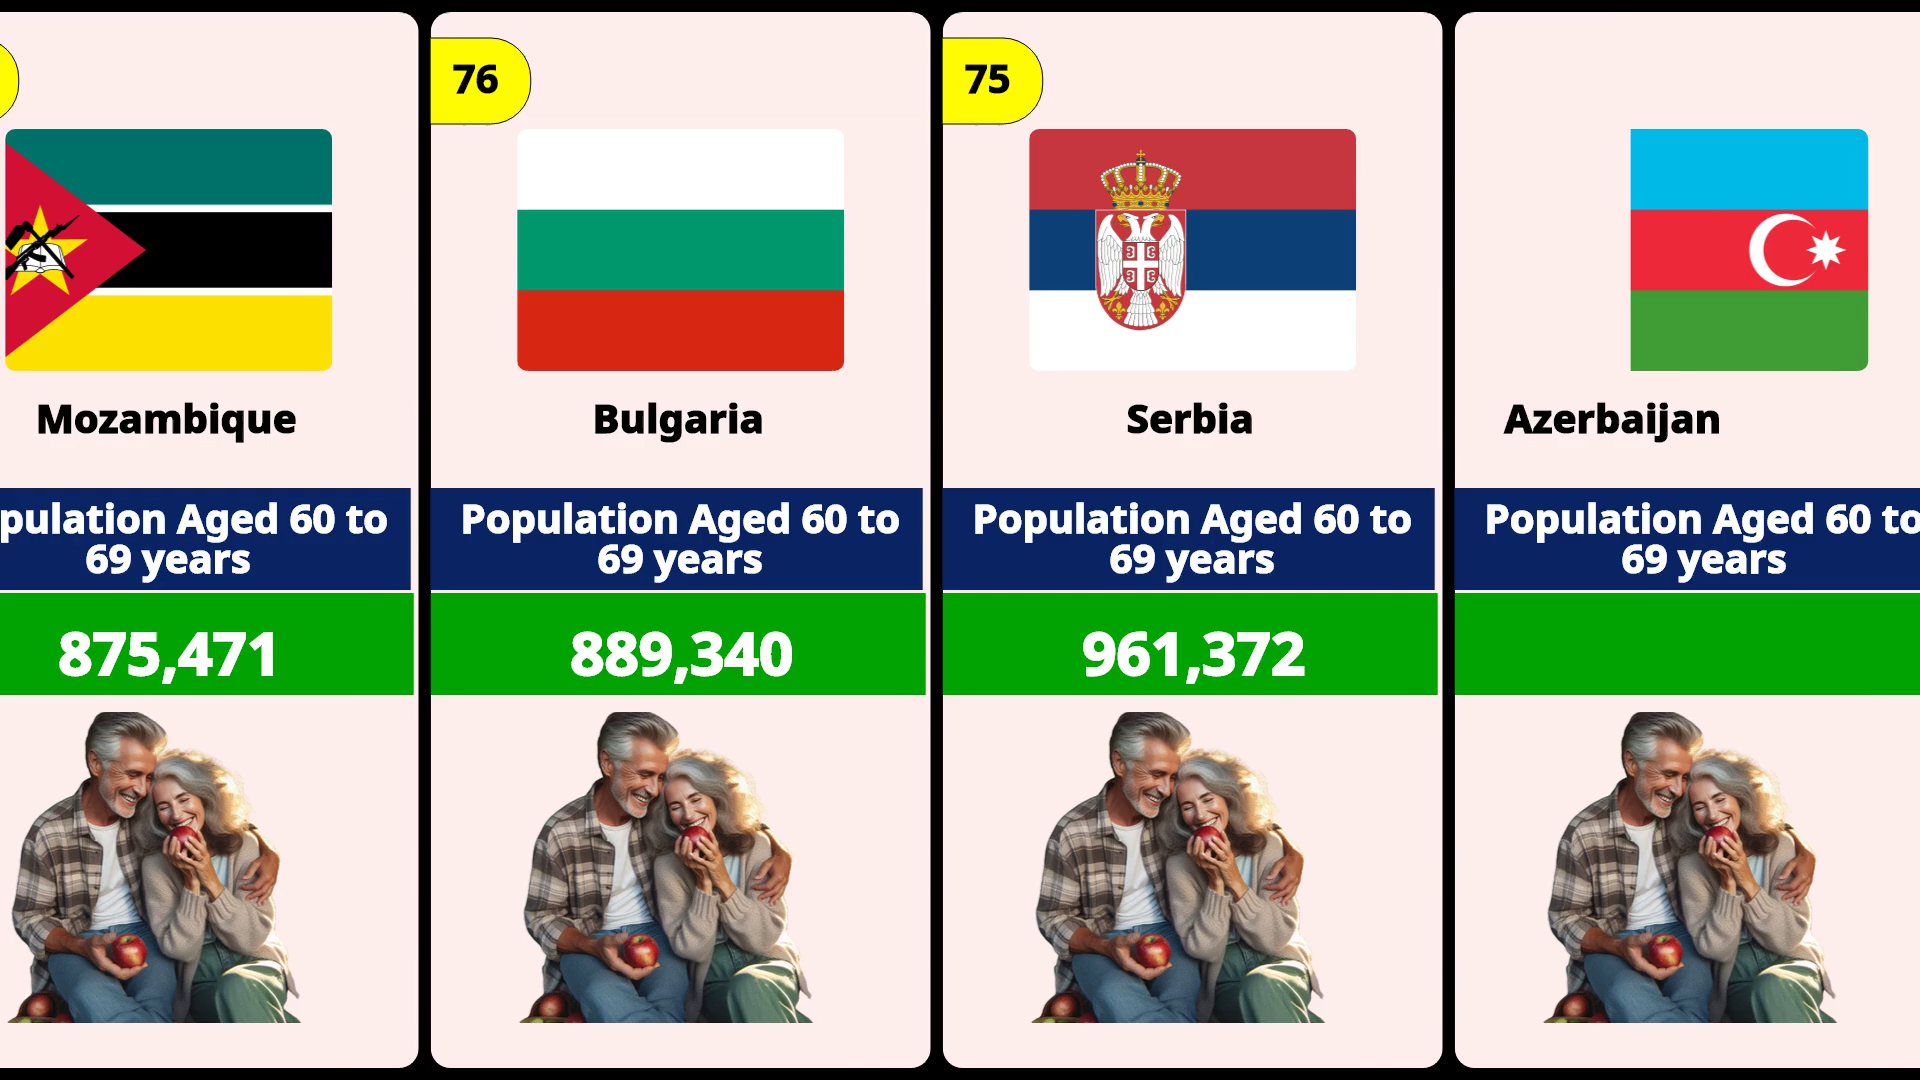 Mozambique
pulation Aged 60 to
69 years
875,471
76
Bulgaria
Population Aged 60 to
69 years
889,340
75
Serbia
Population Aged 60 to
69 years
961,372
Azerbaijan
Population Aged 60 to
69 years